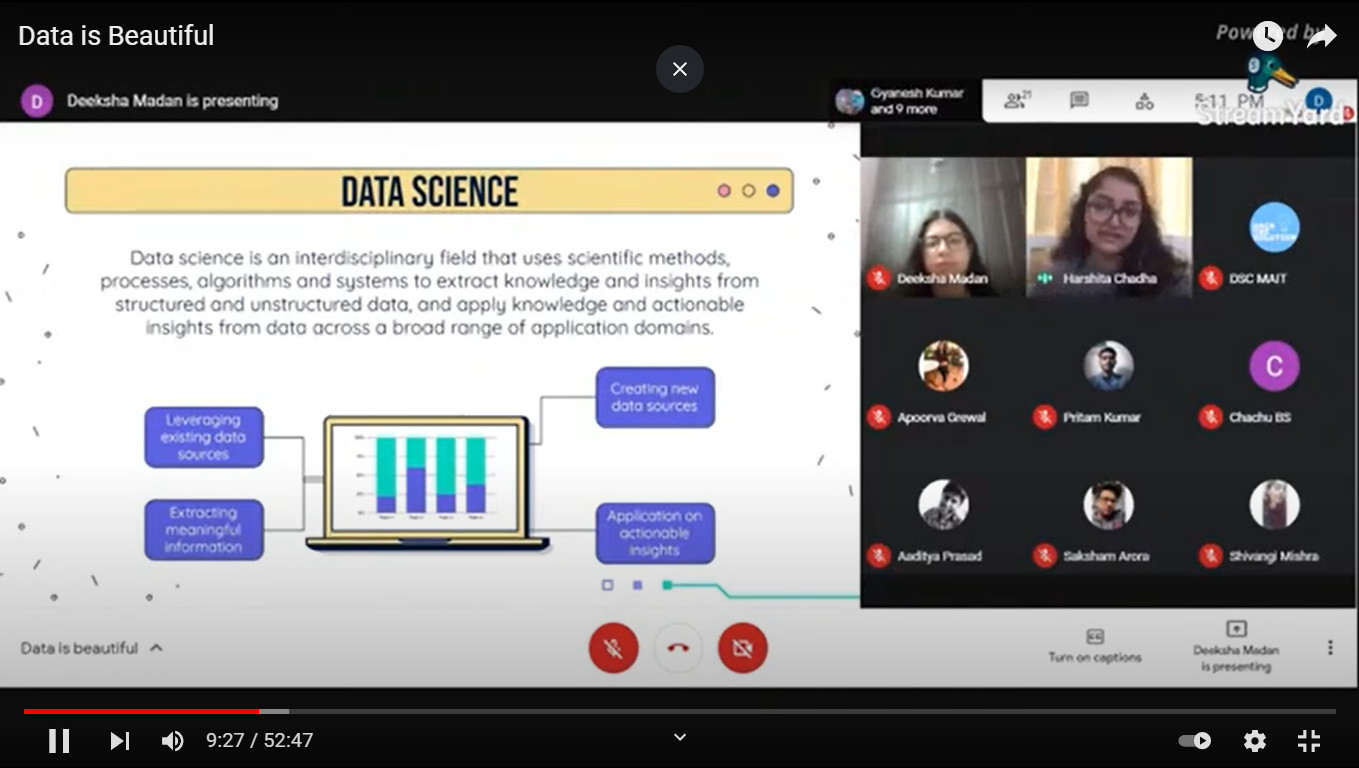 Data is Beautiful
Powered by
StreamYard
D
Deeksha Madan is presenting
Gyanesh Kumar
and 9 more
21
5:11 PM
D
DATA SCIENCE
Data science is an interdisciplinary field that uses scientific methods,
processes, algorithms and systems to extract knowledge and insights from
structured and unstructured data, and apply knowledge and actionable
insights from data across a broad range of application domains.
Leveraging
existing data
sources
Extracting
meaningful
information
Creating new
data sources
Application on
actionable
insights
Deeksha Madan
Harshita Chadha
DSC MAIT
Apoorva Grewal
Pritam Kumar
C
Chachu BS
Aaditya Prasad
Saksham Arora
Shivangi Mishra
Data is beautiful
Turn on captions
Deeksha Madan
is presenting
9:27 / 52:47